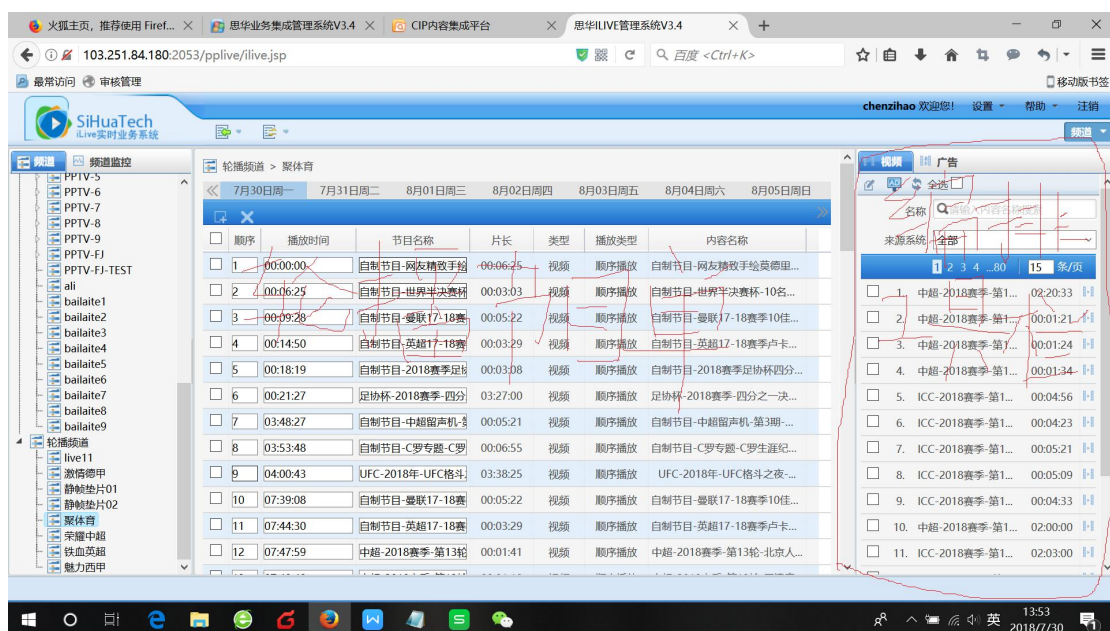 火狐主页，推荐使用 Firef... 思华业务集成管理系统V3.4 CIP内容集成平台 思华ILIVE管理系统V3.4
103.251.84.180:2053/pplive/ilive.jsp 百度 <Ctrl+K>
最常访问 审核管理 移动版书签
chenzihao 欢迎您! 设置 帮助 注销
SiHuaTech
iLive实时业务系统
频道
频道 频道监控
PPTV-5
PPTV-6
PPTV-7
PPTV-8
PPTV-9
PPTV-FJ
PPTV-FJ-TEST
ali
bailaite1
bailaite2
bailaite3
bailaite4
bailaite5
bailaite6
bailaite7
bailaite8
bailaite9
轮播频道
live11
激情德甲
静帧垫片01
静帧垫片02
聚体育
荣耀中超
铁血英超
魅力西甲
轮播频道 > 聚体育
7月30日周一 7月31日周二 8月01日周三 8月02日周四 8月03日周五 8月04日周六 8月05日周日
顺序 播放时间 节目名称 片长 类型 播放类型 内容名称
1 00:00:00 自制节目-网友精致手绘 00:06:25 视频 顺序播放 自制节目-网友精致手绘莫德里...
2 00:06:25 自制节目-世界半决赛杯 00:03:03 视频 顺序播放 自制节目-世界半决赛杯-10名...
3 00:09:28 自制节目-曼联17-18赛 00:05:22 视频 顺序播放 自制节目-曼联17-18赛季10佳...
4 00:14:50 自制节目-英超17-18赛 00:03:29 视频 顺序播放 自制节目-英超17-18赛季卢卡...
5 00:18:19 自制节目-2018赛季足协 00:03:08 视频 顺序播放 自制节目-2018赛季足协杯四分...
6 00:21:27 足协杯-2018赛季-四分 03:27:00 视频 顺序播放 足协杯-2018赛季-四分之一决...
7 03:48:27 自制节目-中超留声机-第 00:05:21 视频 顺序播放 自制节目-中超留声机-第3期-...
8 03:53:48 自制节目-C罗专题-C罗 00:06:55 视频 顺序播放 自制节目-C罗专题-C罗生涯纪...
9 04:00:43 UFC-2018年-UFC格斗 03:38:25 视频 顺序播放 UFC-2018年-UFC格斗之夜-...
10 07:39:08 自制节目-曼联17-18赛 00:05:22 视频 顺序播放 自制节目-曼联17-18赛季10佳...
11 07:44:30 自制节目-英超17-18赛 00:03:29 视频 顺序播放 自制节目-英超17-18赛季卢卡...
12 07:47:59 中超-2018赛季-第13轮 00:01:41 视频 顺序播放 中超-2018赛季-第13轮-北京人...
视频 广告
全选
名称 请输入内容名称搜索
来源系统 全部
1 2 3 4 ..80 15 条/页
1. 中超-2018赛季-第1... 02:20:33
2. 中超-2018赛季-第1... 00:01:21
3. 中超-2018赛季-第1... 00:01:24
4. 中超-2018赛季-第1... 00:01:34
5. ICC-2018赛季-第1... 00:04:56
6. ICC-2018赛季-第1... 00:04:23
7. ICC-2018赛季-第1... 00:05:21
8. ICC-2018赛季-第1... 00:05:09
9. ICC-2018赛季-第1... 00:04:33
10. 中超-2018赛季-第1... 02:00:00
11. ICC-2018赛季-第1... 02:03:00
英 13:53
2018/7/30